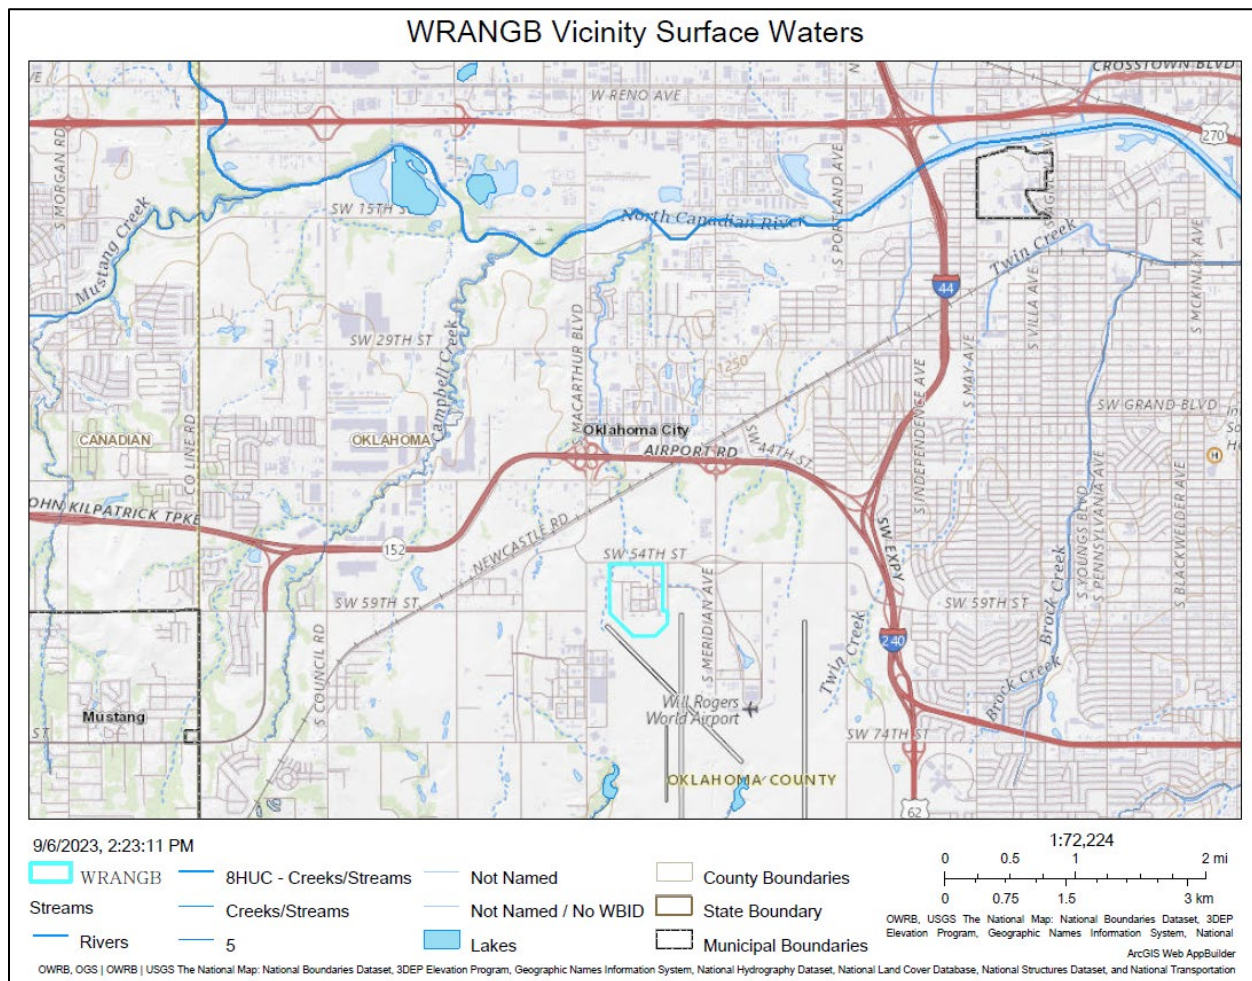 WRANGB Vicinity Surface Waters
CROSSTOWN BLVD
W RENO AVE
270
S MORGAN RD
S PORTLAND AVE
SW 15TH ST
North Canadian River
Mustang Creek
Twin Creek
S MCKINLEY AVE
44
S VILLA AVE
SW 29TH ST
Campbell Creek
MACARTHUR BLVD
1250
S INDEPENDENCE AVE
S MAY AVE
SW GRAND BLVD
CANADIAN
OKLAHOMA
Oklahoma City
SW 44TH ST
AIRPORT RD
CO LINE RD
H
OHN KILPATRICK TPKE
152
NEWCASTLE RD
SW EXPY
S YOUNGS BLVD
S PENNSYLVANIA AVE
S BLACKWELDER AVE
SW 54TH ST
SW 59TH ST
S MERIDIAN AVE
SW 59TH ST
Brock Creek
S COUNCIL RD
Twin Creek
240
Brock Creek
Mustang
Will Rogers
World Airport
ST
SW 74TH ST
OKLAHOMA COUNTY
62
9/6/2023, 2:23:11 PM
WRANGB
Streams
Rivers
8HUC - Creeks/Streams
Creeks/Streams
5
Not Named
Not Named / No WBID
Lakes
County Boundaries
State Boundary
Municipal Boundaries
1:72,224
0 0.5 1 2 mi
0 0.75 1.5 3 km
OWRB, USGS The National Map: National Boundaries Dataset, 3DEP
Elevation Program, Geographic Names Information System, National
ArcGIS Web AppBuilder
OWRB, OGS | OWRB | USGS The National Map: National Boundaries Dataset, 3DEP Elevation Program, Geographic Names Information System, National Hydrography Dataset, National Land Cover Database, National Structures Dataset, and National Transportation